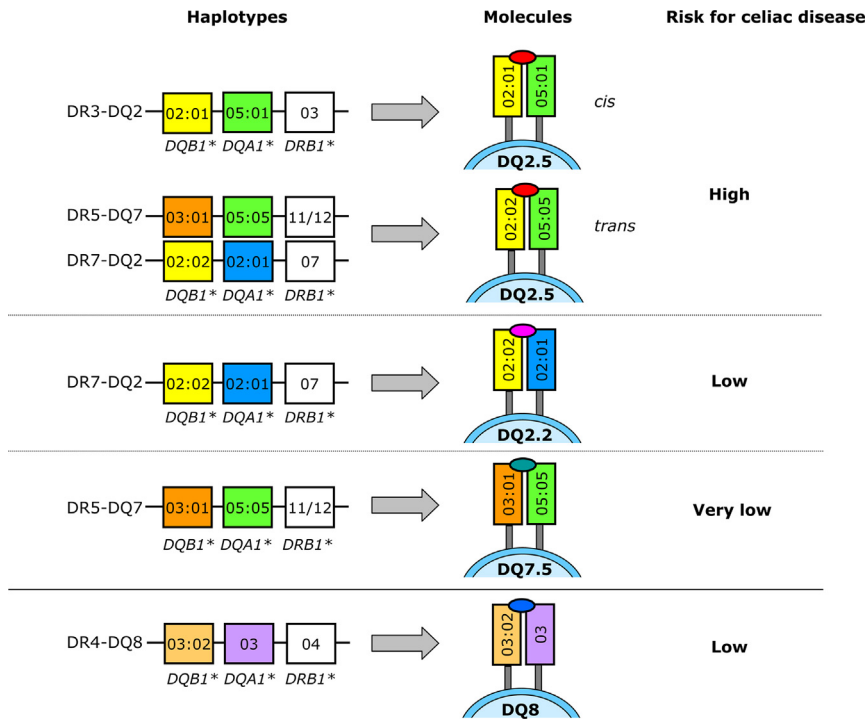 Haplotypes Molecules Risk for celiac disease
DR3-DQ2 02:01 05:01 03 02:01 05:01 cis
DQB1* DQA1* DRB1*
DQ2.5
High
DR5-DQ7 03:01 05:05 11/12 02:02 05:05 trans
DR7-DQ2 02:02 02:01 07
DQB1* DQA1* DRB1* DQ2.5
DR7-DQ2 02:02 02:01 07 02:02 02:01 Low
DQB1* DQA1* DRB1*
DQ2.2
DR5-DQ7 03:01 05:05 11/12 03:01 05:05 Very low
DQB1* DQA1* DRB1*
DQ7.5
DR4-DQ8 03:02 03 04 03:02 03 Low
DQB1* DQA1* DRB1*
DQ8